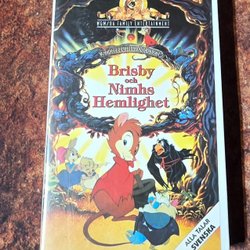 MGM/UA FAMILY ENTERTAINMENT
Brisby
och
Nimhs
Hemlighet
ALLA TALAR
SVENSKA